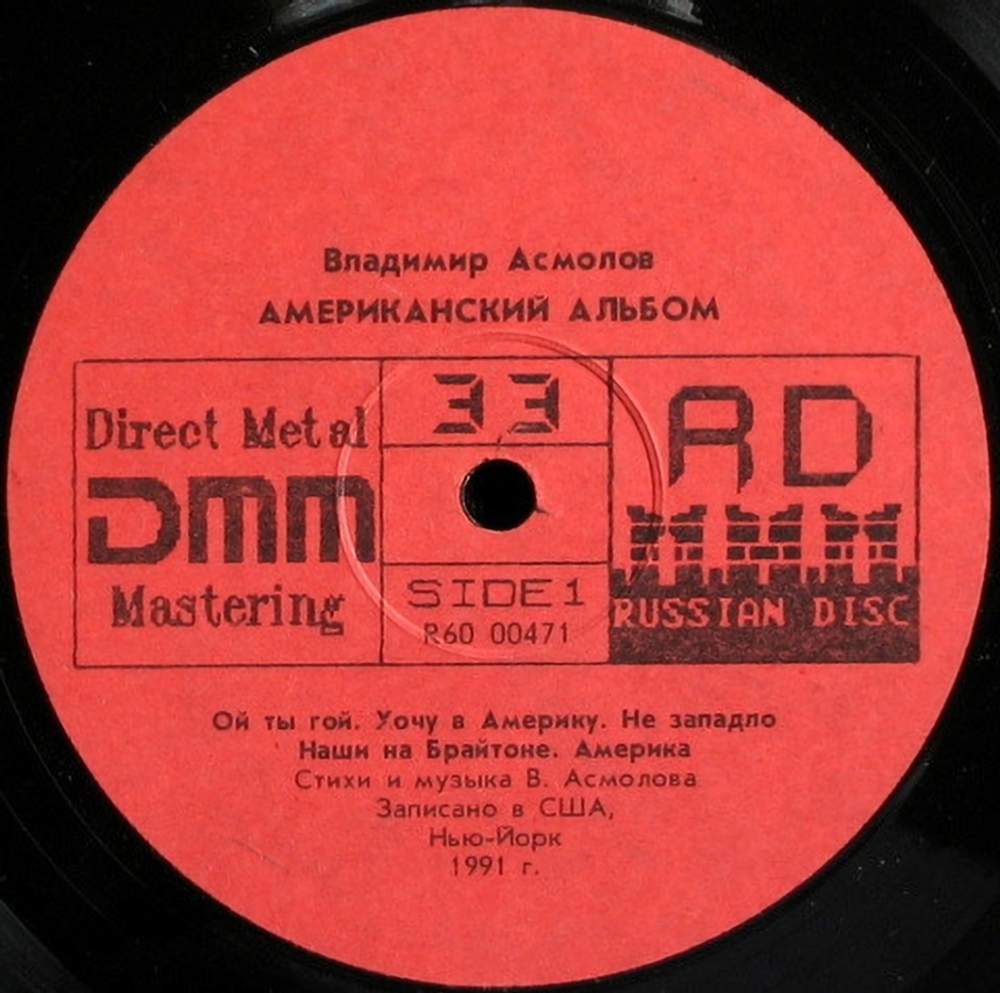 Владимир Асмолов
АМЕРИКАНСКИЙ АЛЬБОМ
Direct Metal
DMM
Mastering
33
SIDE 1
R60 00471
RD
RUSSIAN DISC
Ой ты гой. Уочу в Америку. Не западло
Наши на Брайтоне. Америка
Стихи и музыка В. Асмолова
Записано в США,
Нью-Йорк
1991 г.